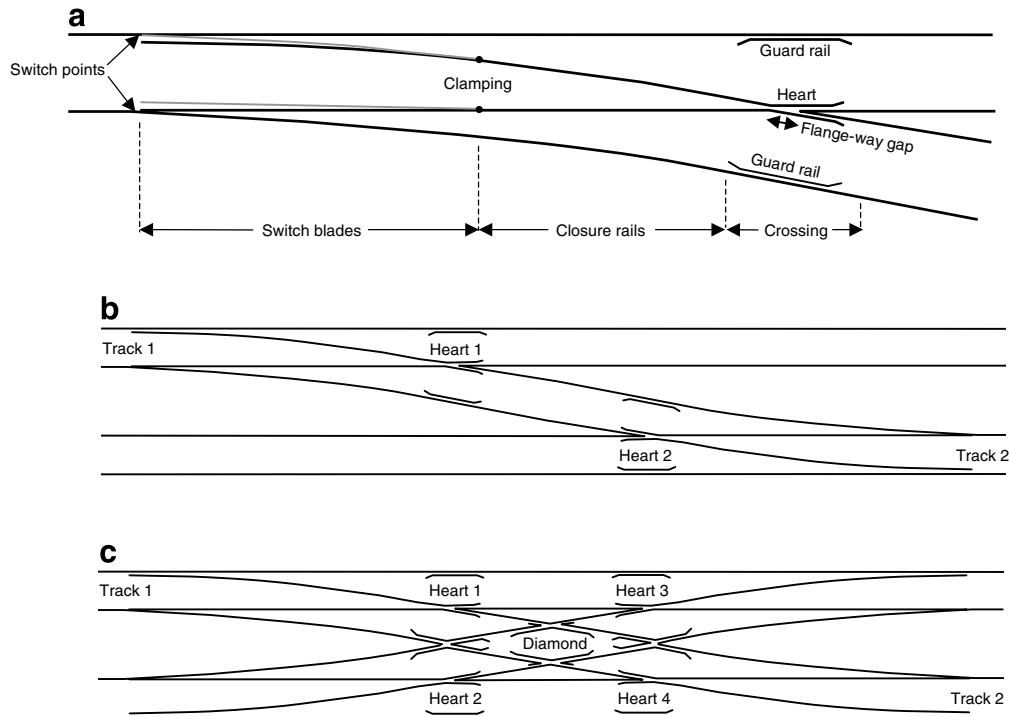 a
Guard rail
Switch points
Clamping
Heart
Flange-way gap
Guard rail
Switch blades
Closure rails
Crossing
b
Track 1
Heart 1
Heart 2
Track 2
c
Track 1
Heart 1
Heart 3
Diamond
Heart 2
Heart 4
Track 2